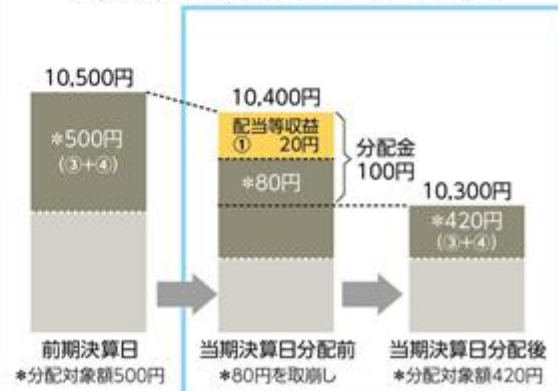 10,500円
*500円
(③+④)
前期決算日
*分配対象額500円
10,400円
配当等収益
① 20円
*80円
分配金
100円
当期決算日分配前
*80円を取崩し
10,300円
*420円
(③+④)
当期決算日分配後
*分配対象額420円